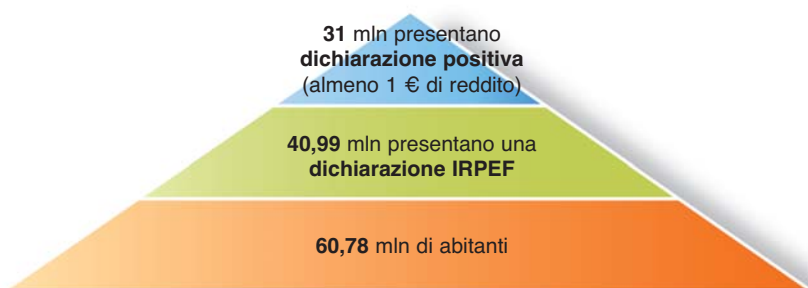 31 mln presentano
dichiarazione positiva
(almeno 1 € di reddito)
40,99 mln presentano una
dichiarazione IRPEF
60,78 mln di abitanti